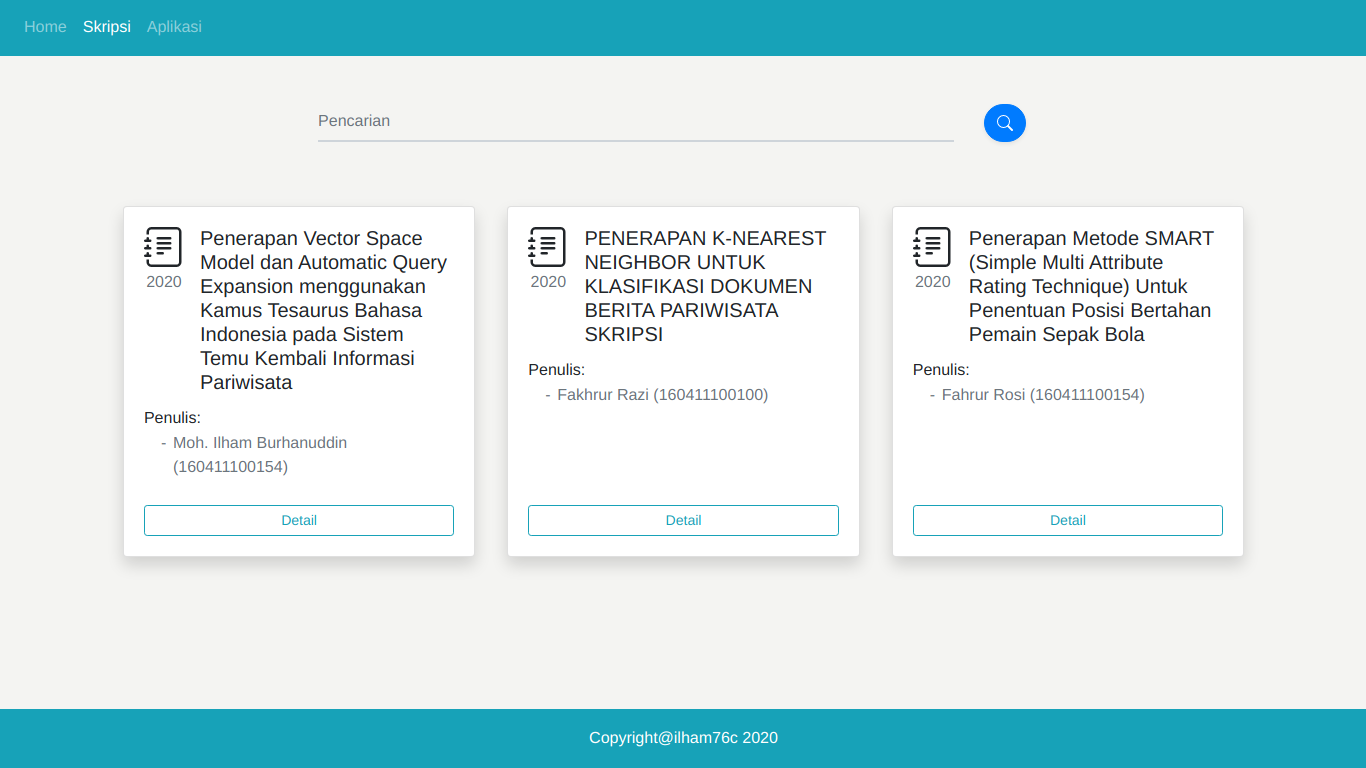 Home Skripsi Aplikasi
Pencarian
2020
Penerapan Vector Space
Model dan Automatic Query
Expansion menggunakan
Kamus Tesaurus Bahasa
Indonesia pada Sistem
Temu Kembali Informasi
Pariwisata
Penulis:
- Moh. Ilham Burhanuddin
(160411100154)
Detail
2020
PENERAPAN K-NEAREST
NEIGHBOR UNTUK
KLASIFIKASI DOKUMEN
BERITA PARIWISATA
SKRIPSI
Penulis:
- Fakhrur Razi (160411100100)
Detail
2020
Penerapan Metode SMART
(Simple Multi Attribute
Rating Technique) Untuk
Penentuan Posisi Bertahan
Pemain Sepak Bola
Penulis:
- Fahrur Rosi (160411100154)
Detail
Copyright@ilham76c 2020